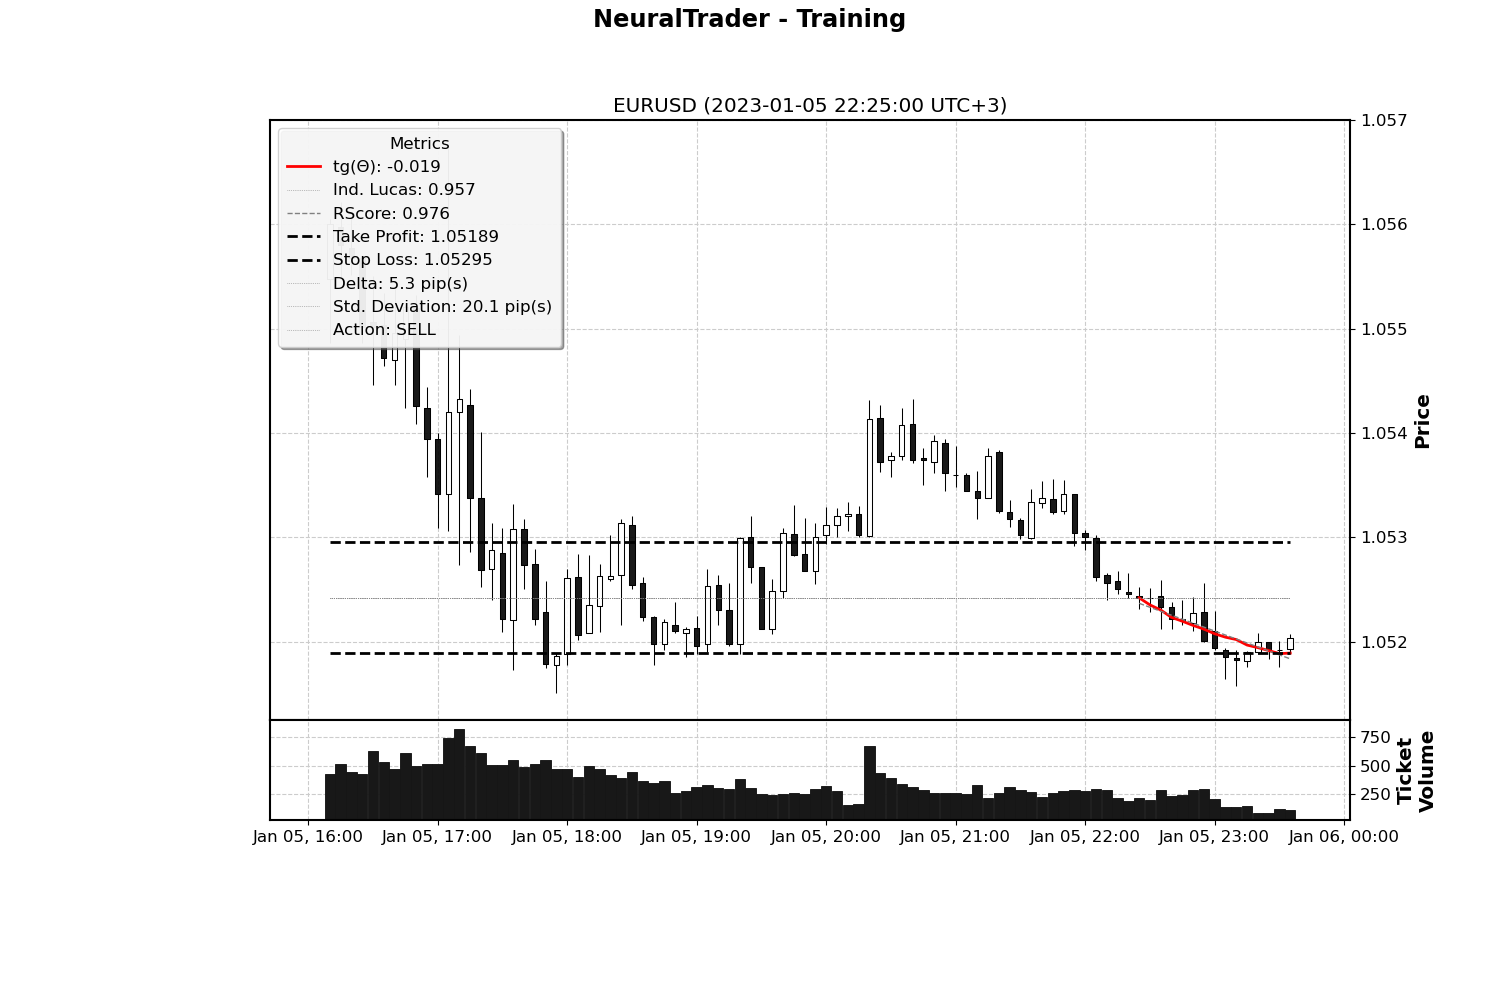 NeuralTrader - Training
EURUSD (2023-01-05 22:25:00 UTC+3)
Metrics
tg(Θ): -0.019
Ind. Lucas: 0.957
RScore: 0.976
Take Profit: 1.05189
Stop Loss: 1.05295
Delta: 5.3 pip(s)
Std. Deviation: 20.1 pip(s)
Action: SELL
1.057
1.056
1.055
1.054
1.053
1.052
Price
750
500
250
Ticket
Volume
Jan 05, 16:00
Jan 05, 17:00
Jan 05, 18:00
Jan 05, 19:00
Jan 05, 20:00
Jan 05, 21:00
Jan 05, 22:00
Jan 05, 23:00
Jan 06, 00:00